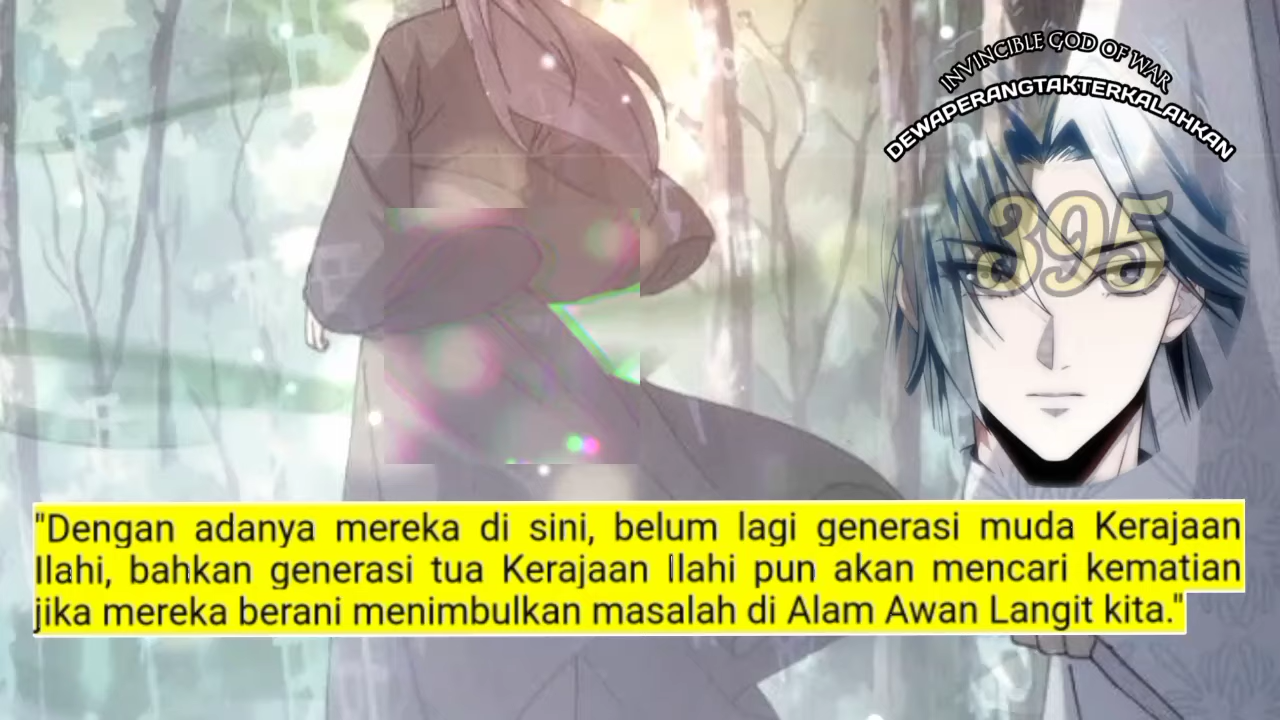 INVINCIBLE GOD OF WAR
DEWAPERANGTAKTERKALAHKAN
395
"Dengan adanya mereka di sini, belum lagi generasi muda Kerajaan
Ilahi, bahkan generasi tua Kerajaan Ilahi pun akan mencari kematian
jika mereka berani menimbulkan masalah di Alam Awan Langit kita."